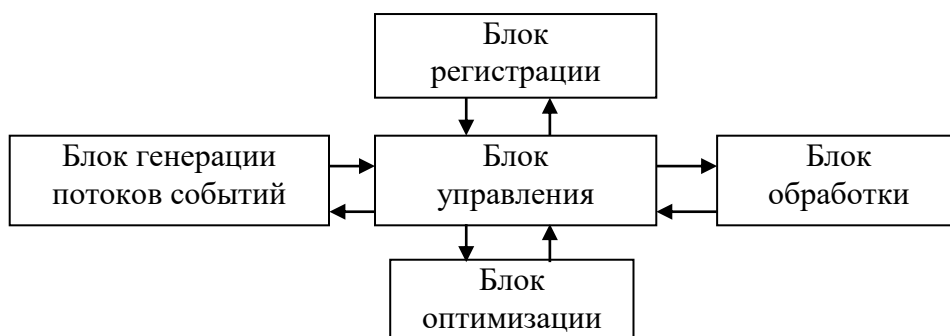 Блок
регистрации
Блок генерации
потоков событий
Блок
управления
Блок
обработки
Блок
оптимизации